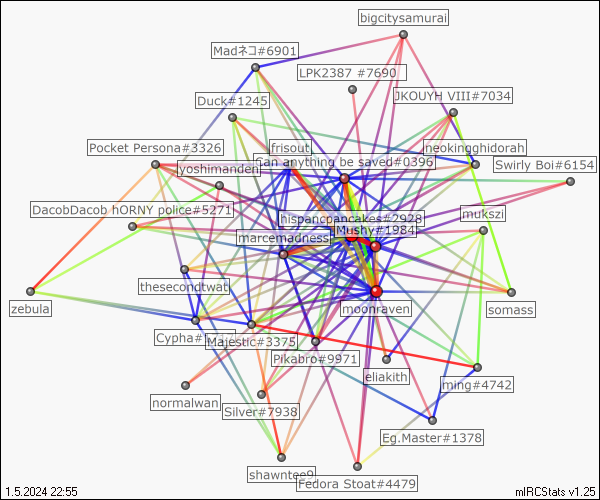 bigcitysamurai
Madネコ#6901
LPK2387 #7690
Duck#1245
JKOUYH VIII#7034
Pocket Persona#3326
frisout
neokingghidorah
yoshimanden
Can anything be saved#0396
Swirly Boi#6154
DacobDacob hORNY police#5271
hispanopancakes#2928
mukszi
Mushy#1984
marcemadness
thesecondtwat
zebula
moonraven
somass
Cypha#
Majestic#3375
Pikabro#9971
eliakith
ming#4742
normalwan
Silver#7938
Eg.Master#1378
shawntee9
Fedora Stoat#4479
1.5.2024 22:55
mIRCStats v1.25